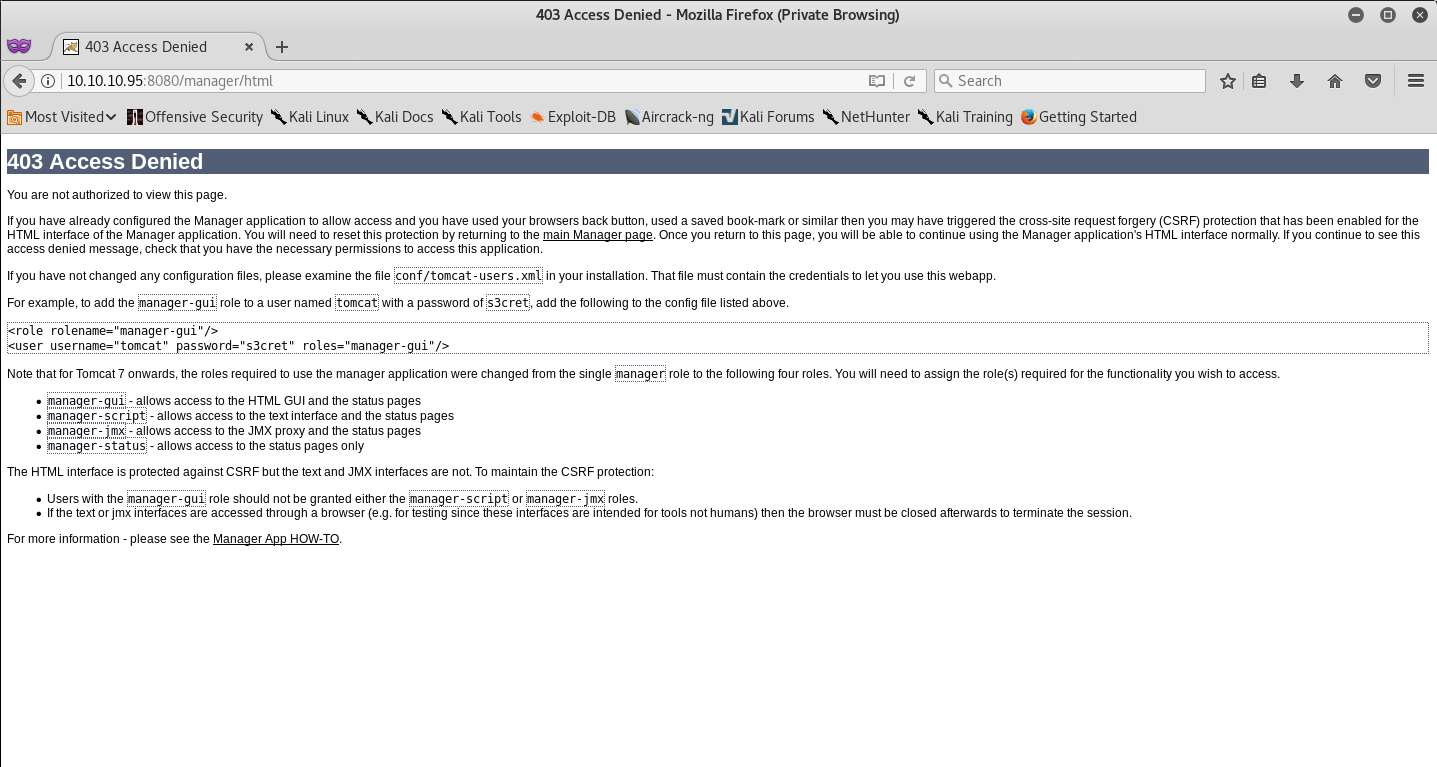 403 Access Denied - Mozilla Firefox (Private Browsing)
403 Access Denied
10.10.10.95:8080/manager/html
Search
Most Visited
Offensive Security
Kali Linux
Kali Docs
Kali Tools
Exploit-DB
Aircrack-ng
Kali Forums
NetHunter
Kali Training
Getting Started
403 Access Denied
You are not authorized to view this page.
If you have already configured the Manager application to allow access and you have used your browsers back button, used a saved book-mark or similar then you may have triggered the cross-site request forgery (CSRF) protection that has been enabled for the
HTML interface of the Manager application. You will need to reset this protection by returning to the main Manager page. Once you return to this page, you will be able to continue using the Manager application's HTML interface normally. If you continue to see this
access denied message, check that you have the necessary permissions to access this application.
If you have not changed any configuration files, please examine the file conf/tomcat-users.xml in your installation. That file must contain the credentials to let you use this webapp.
For example, to add the manager-gui role to a user named tomcat with a password of s3cret, add the following to the config file listed above.
<role rolename="manager-gui"/>
<user username="tomcat" password="s3cret" roles="manager-gui"/>
Note that for Tomcat 7 onwards, the roles required to use the manager application were changed from the single manager role to the following four roles. You will need to assign the role(s) required for the functionality you wish to access.
• manager-gui - allows access to the HTML GUI and the status pages
• manager-script - allows access to the text interface and the status pages
• manager-jmx - allows access to the JMX proxy and the status pages
• manager-status - allows access to the status pages only
The HTML interface is protected against CSRF but the text and JMX interfaces are not. To maintain the CSRF protection:
• Users with the manager-gui role should not be granted either the manager-script or manager-jmx roles.
• If the text or jmx interfaces are accessed through a browser (e.g. for testing since these interfaces are intended for tools not humans) then the browser must be closed afterwards to terminate the session.
For more information - please see the Manager App HOW-TO.